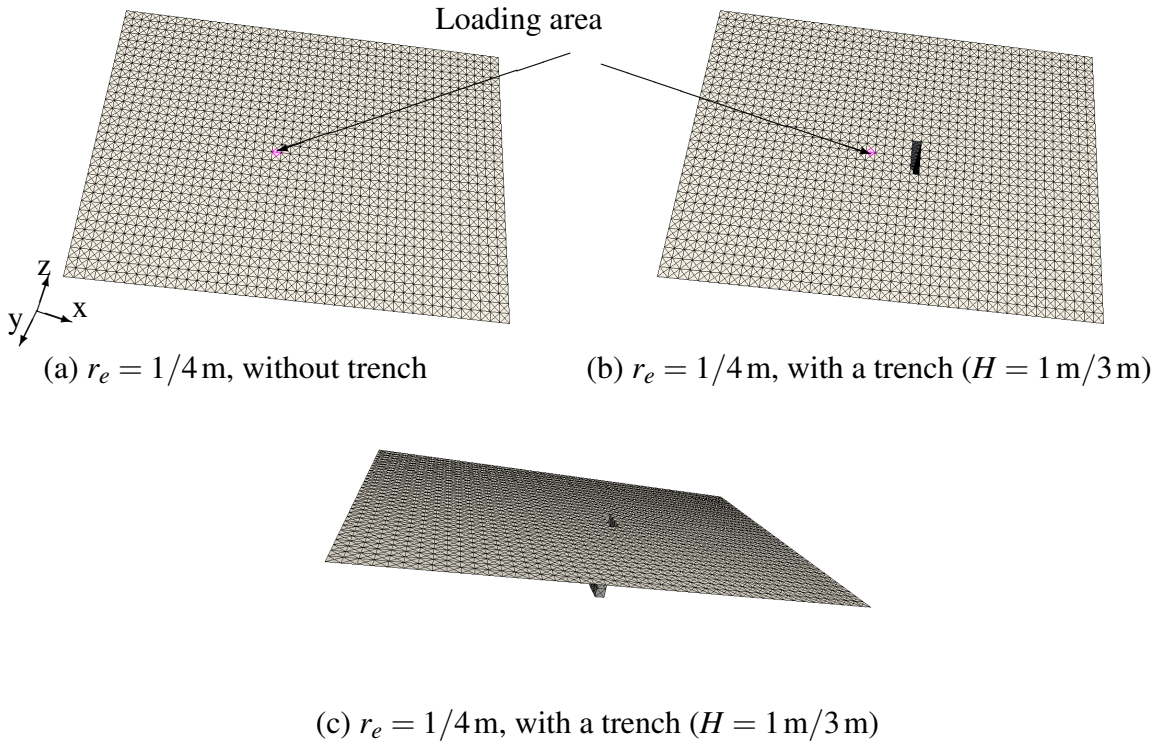 Loading area
z
y
x
(a) r_e = 1/4 m, without trench
(b) r_e = 1/4 m, with a trench (H = 1 m/3 m)
(c) r_e = 1/4 m, with a trench (H = 1 m/3 m)